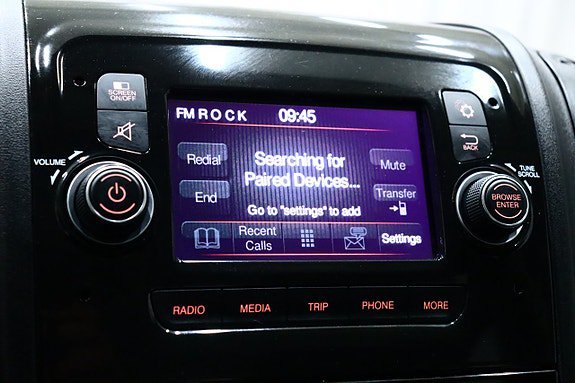 SCREEN
ON/OFF
FM ROCK 09:45
BACK
VOLUME
TUNE
SCROLL
Redial
Searching for
Paired Devices...
Mute
End
Transfer
Go to "settings" to add
BROWSE
ENTER
Recent
Calls
Settings
RADIO MEDIA TRIP PHONE MORE